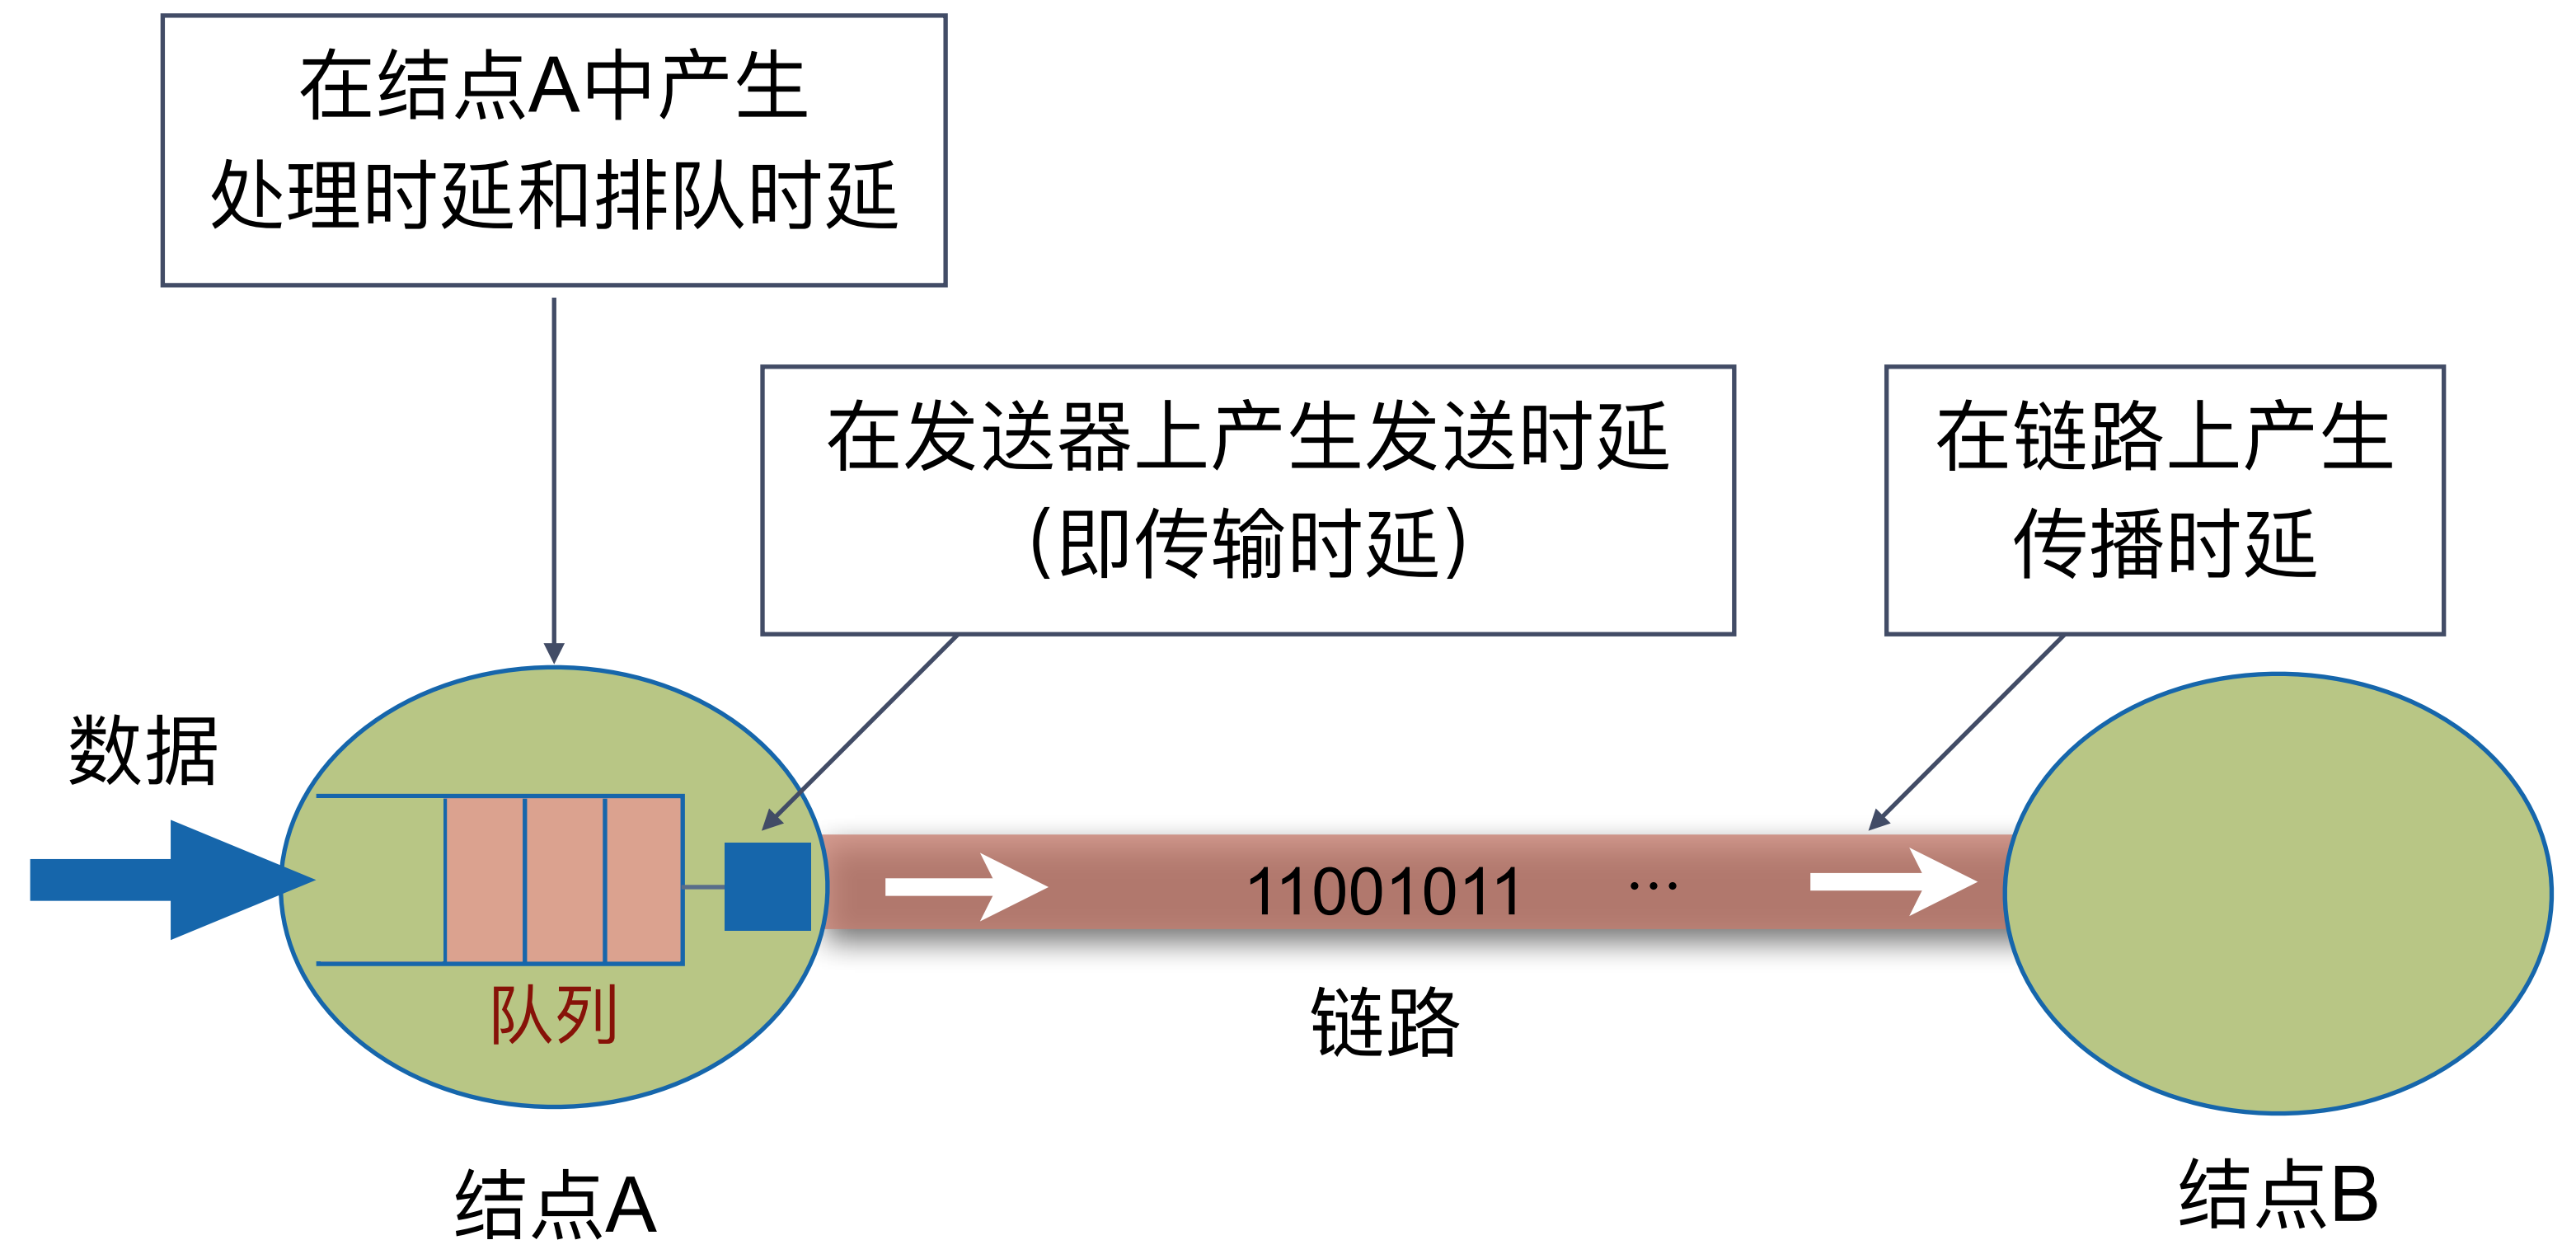 在结点A中产生
处理时延和排队时延
在发送器上产生发送时延
(即传输时延)
在链路上产生
传播时延
数据
11001011 …
队列
链路
结点A
结点B